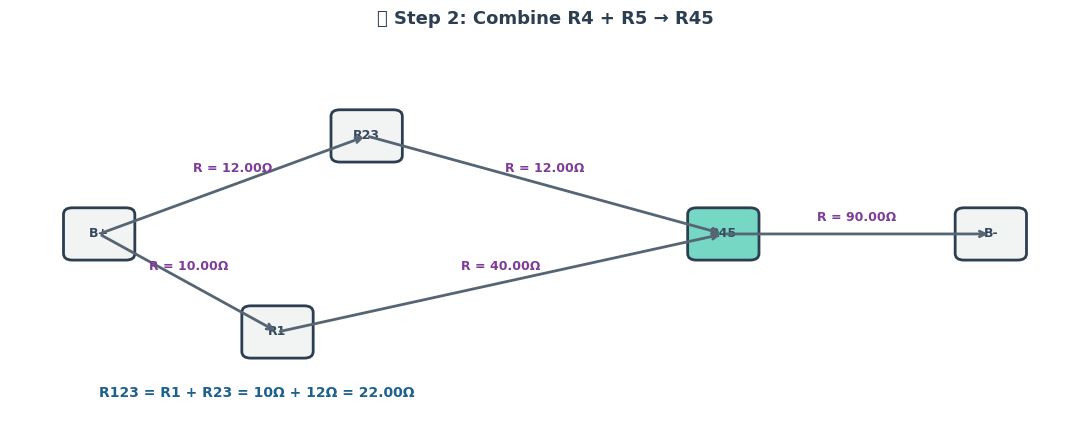 Step 2: Combine R4 + R5 → R45
R23
R = 12.00Ω
R = 12.00Ω
R = 90.00Ω
B+
R45
B-
R = 10.00Ω
R = 40.00Ω
R1
R123 = R1 + R23 = 10Ω + 12Ω = 22.00Ω